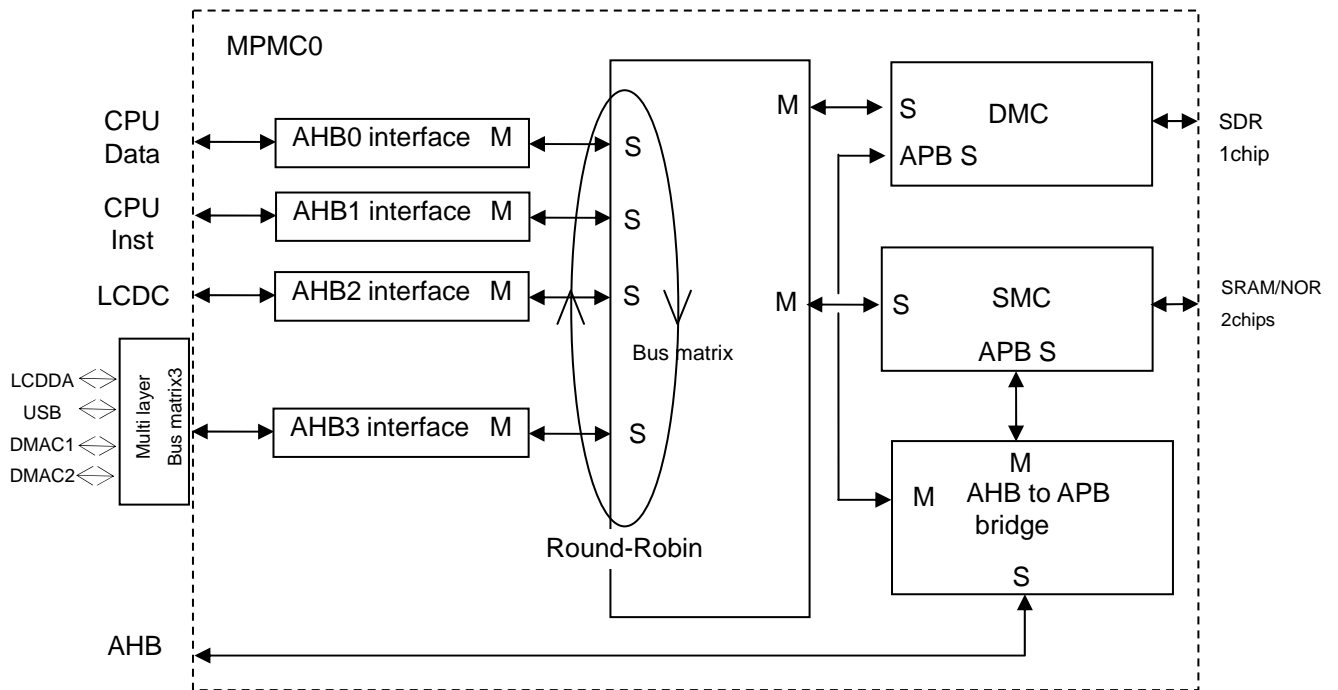 MPMC0
CPU
Data
AHB0 interface M
S
M
S
DMC
APB S
SDR
1chip
CPU
Inst
AHB1 interface M
S
LCDC
AHB2 interface M
S
M
S
SMC
APB S
SRAM/NOR
2chips
Bus matrix
LCDDA
USB
DMAC1
DMAC2
Multi layer
Bus matrix3
AHB3 interface M
S
Round-Robin
M
M
AHB to APB
bridge
S
AHB